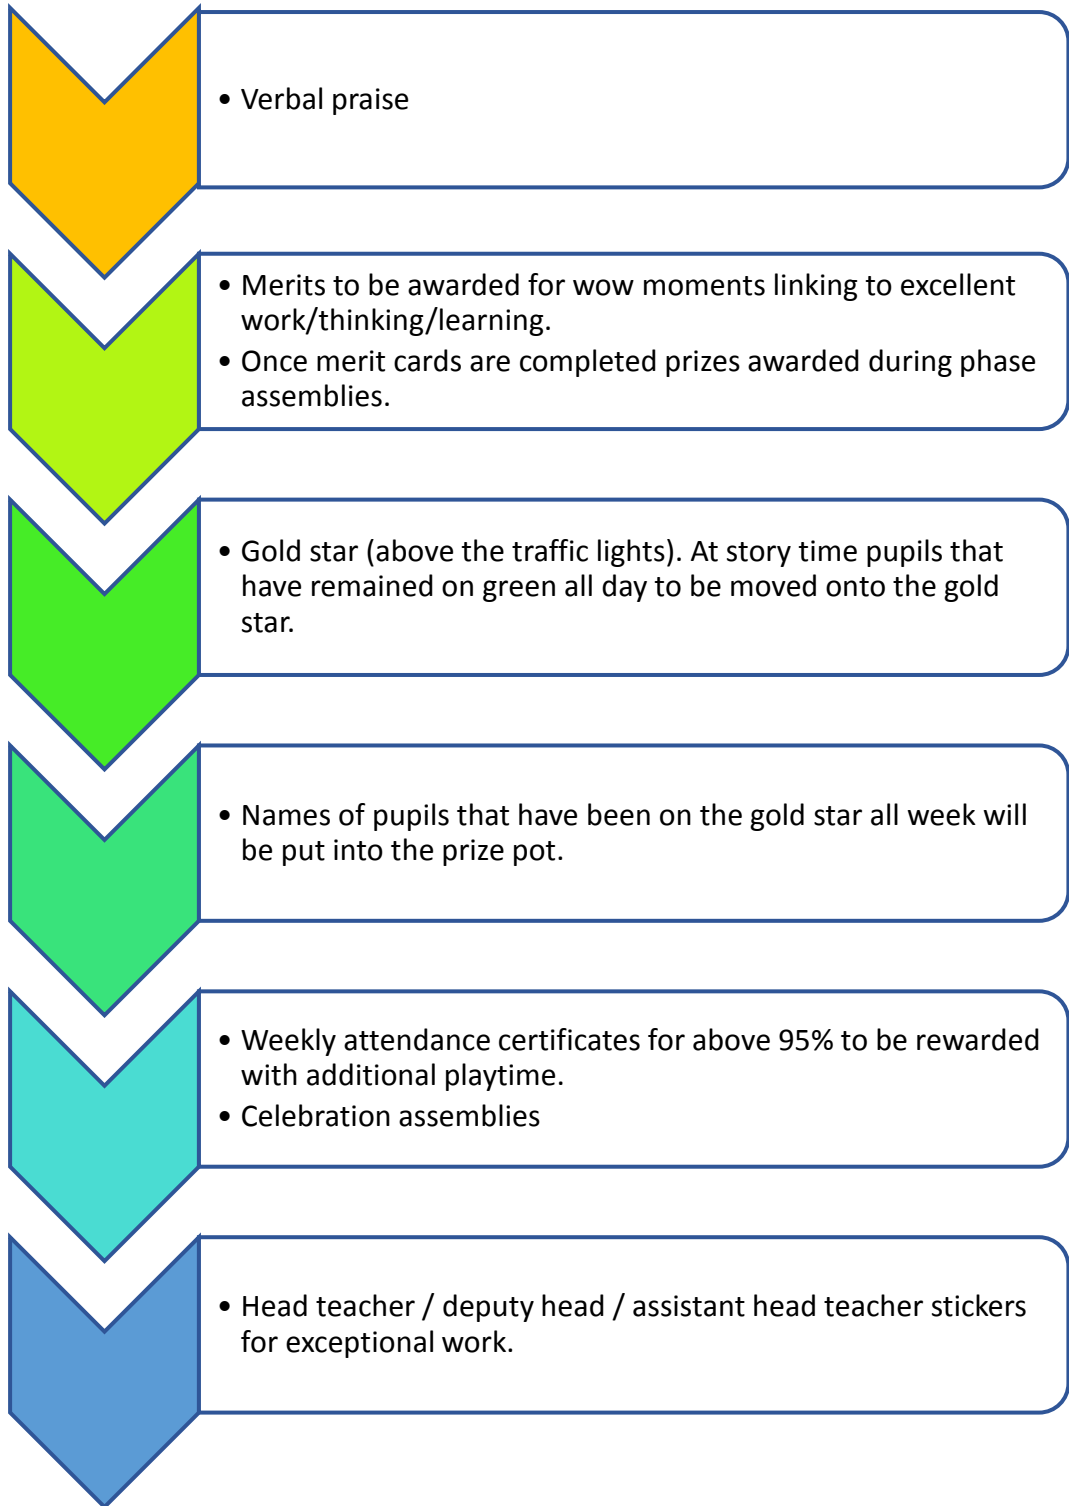 • Verbal praise
• Merits to be awarded for wow moments linking to excellent
work/thinking/learning.
• Once merit cards are completed prizes awarded during phase
assemblies.
• Gold star (above the traffic lights). At story time pupils that
have remained on green all day to be moved onto the gold
star.
• Names of pupils that have been on the gold star all week will
be put into the prize pot.
• Weekly attendance certificates for above 95% to be rewarded
with additional playtime.
• Celebration assemblies
• Head teacher / deputy head / assistant head teacher stickers
for exceptional work.